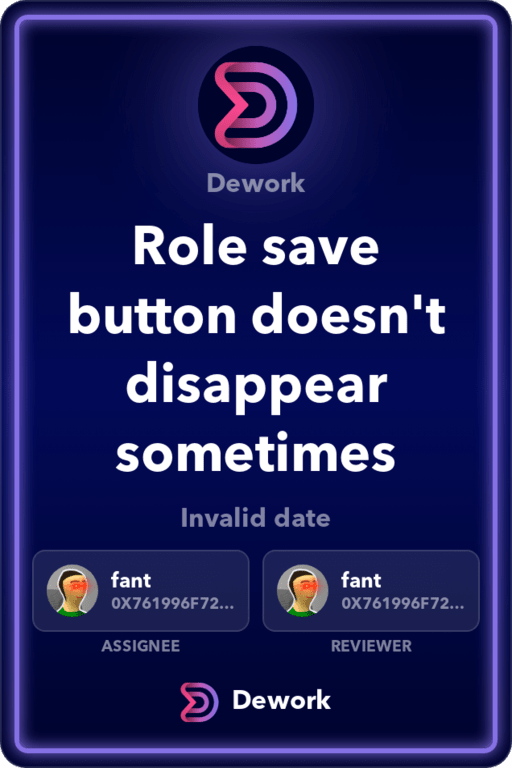 Dework
Role save
button doesn't
disappear
sometimes
Invalid date
fant
0X761996F72...
ASSIGNEE
fant
0X761996F72...
REVIEWER
Dework